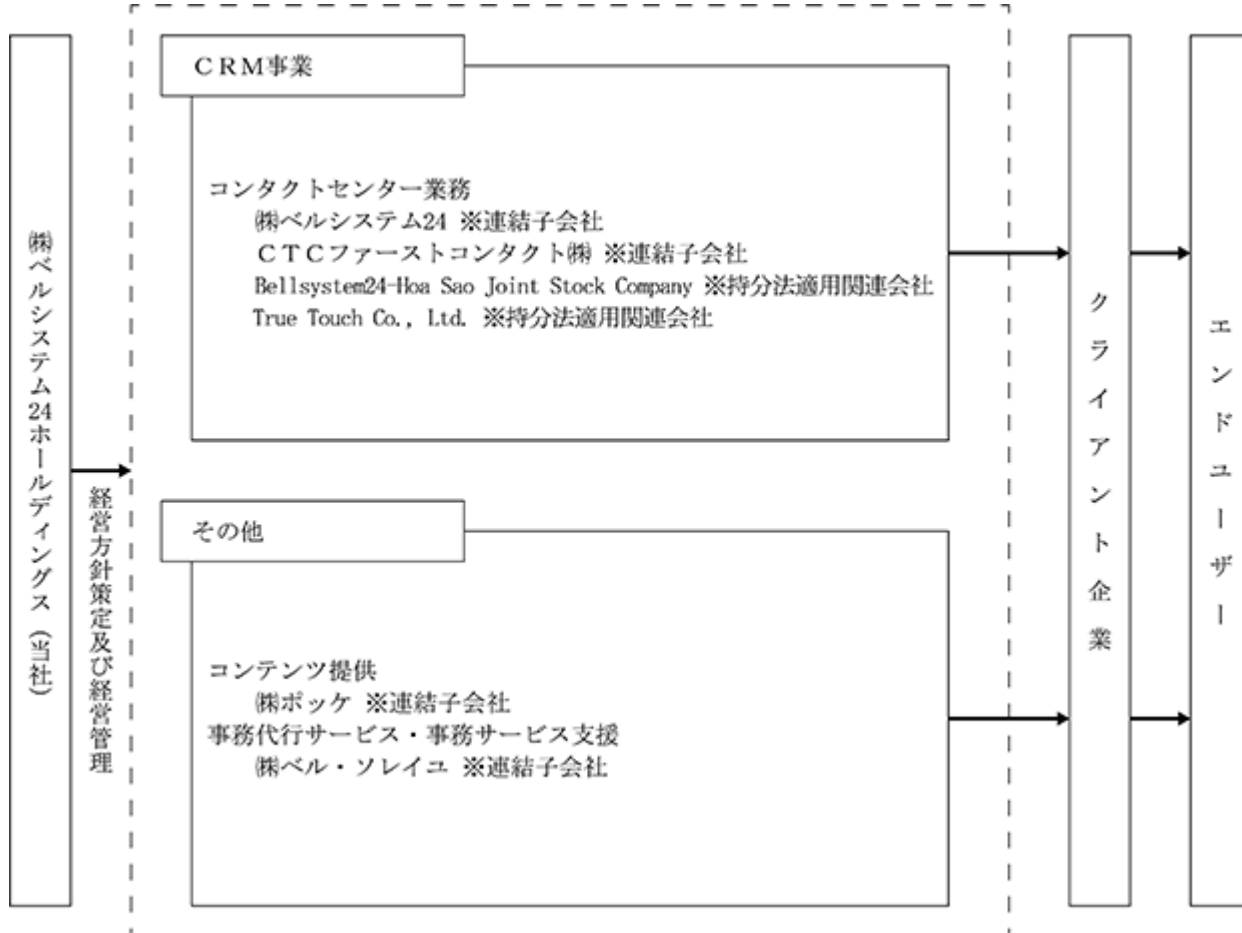 ㈱ベルシステム24ホールディングス（当社）
経営方針策定及び経営管理
ＣＲＭ事業
コンタクトセンター業務
㈱ベルシステム24 ※連結子会社
ＣＴＣファーストコンタクト㈱ ※連結子会社
Bellsystem24-Hoa Sao Joint Stock Company ※持分法適用関連会社
True Touch Co., Ltd. ※持分法適用関連会社
その他
コンテンツ提供
㈱ポッケ ※連結子会社
事務代行サービス・事務サービス支援
㈱ベル・ソレイユ ※連結子会社
クライアント企業
エンドユーザー